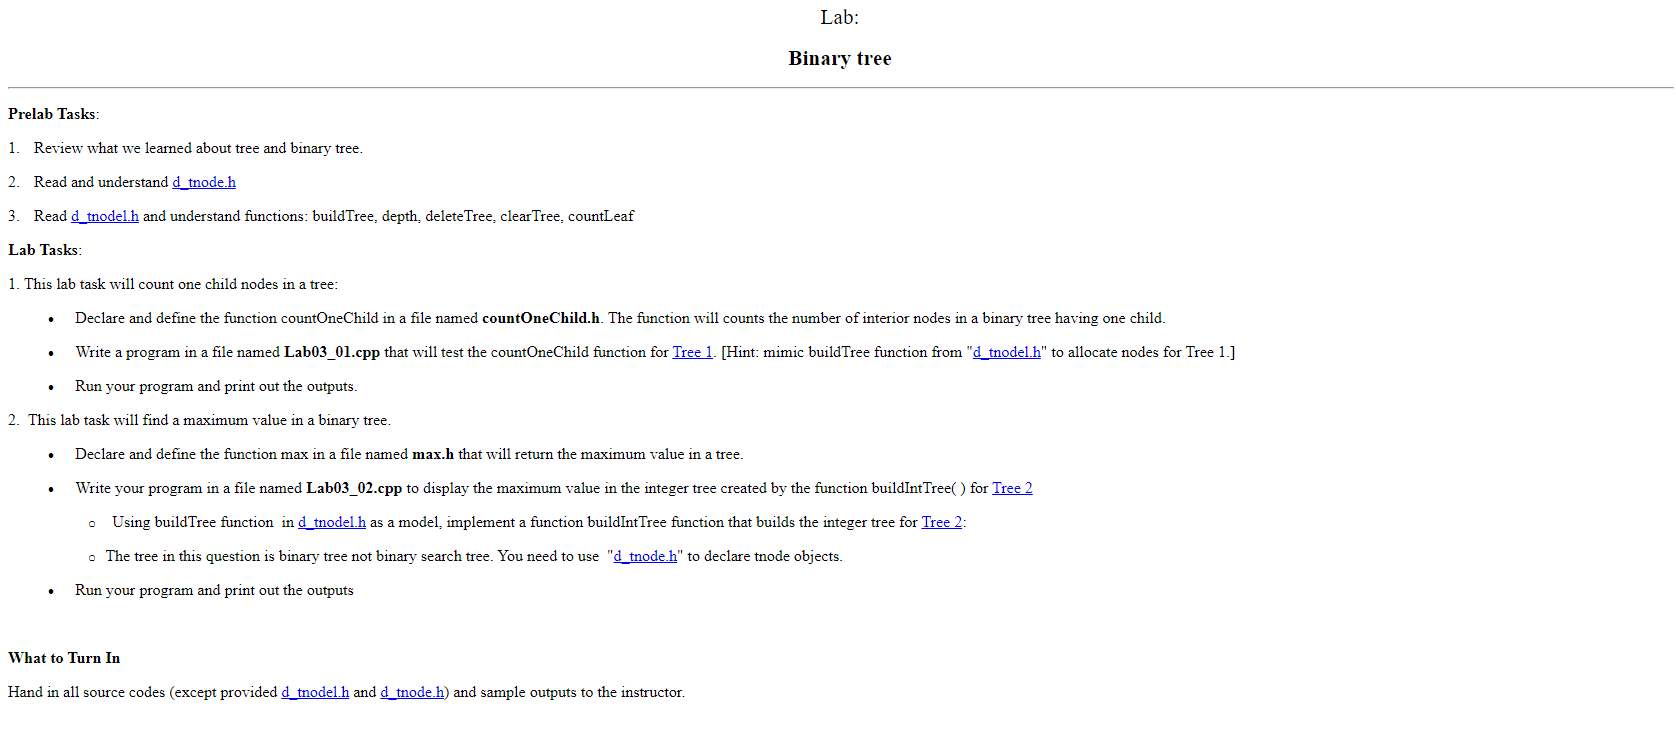 Lab:
Binary tree
Prelab Tasks:
1. Review what we learned about tree and binary tree.
2. Read and understand d_tnode.h
3. Read d_tnodel.h and understand functions: buildTree, depth, deleteTree, clearTree, countLeaf
Lab Tasks:
1. This lab task will count one child nodes in a tree:
• Declare and define the function countOneChild in a file named countOneChild.h. The function will counts the number of interior nodes in a binary tree having one child.
• Write a program in a file named Lab03_01.cpp that will test the countOneChild function for Tree 1. [Hint: mimic buildTree function from "d_tnodel.h" to allocate nodes for Tree 1.]
• Run your program and print out the outputs.
2. This lab task will find a maximum value in a binary tree.
• Declare and define the function max in a file named max.h that will return the maximum value in a tree.
• Write your program in a file named Lab03_02.cpp to display the maximum value in the integer tree created by the function buildIntTree( ) for Tree 2
o Using buildTree function in d_tnodel.h as a model, implement a function buildIntTree function that builds the integer tree for Tree 2:
o The tree in this question is binary tree not binary search tree. You need to use "d_tnode.h" to declare tnode objects.
• Run your program and print out the outputs
What to Turn In
Hand in all source codes (except provided d_tnodel.h and d_tnode.h) and sample outputs to the instructor.